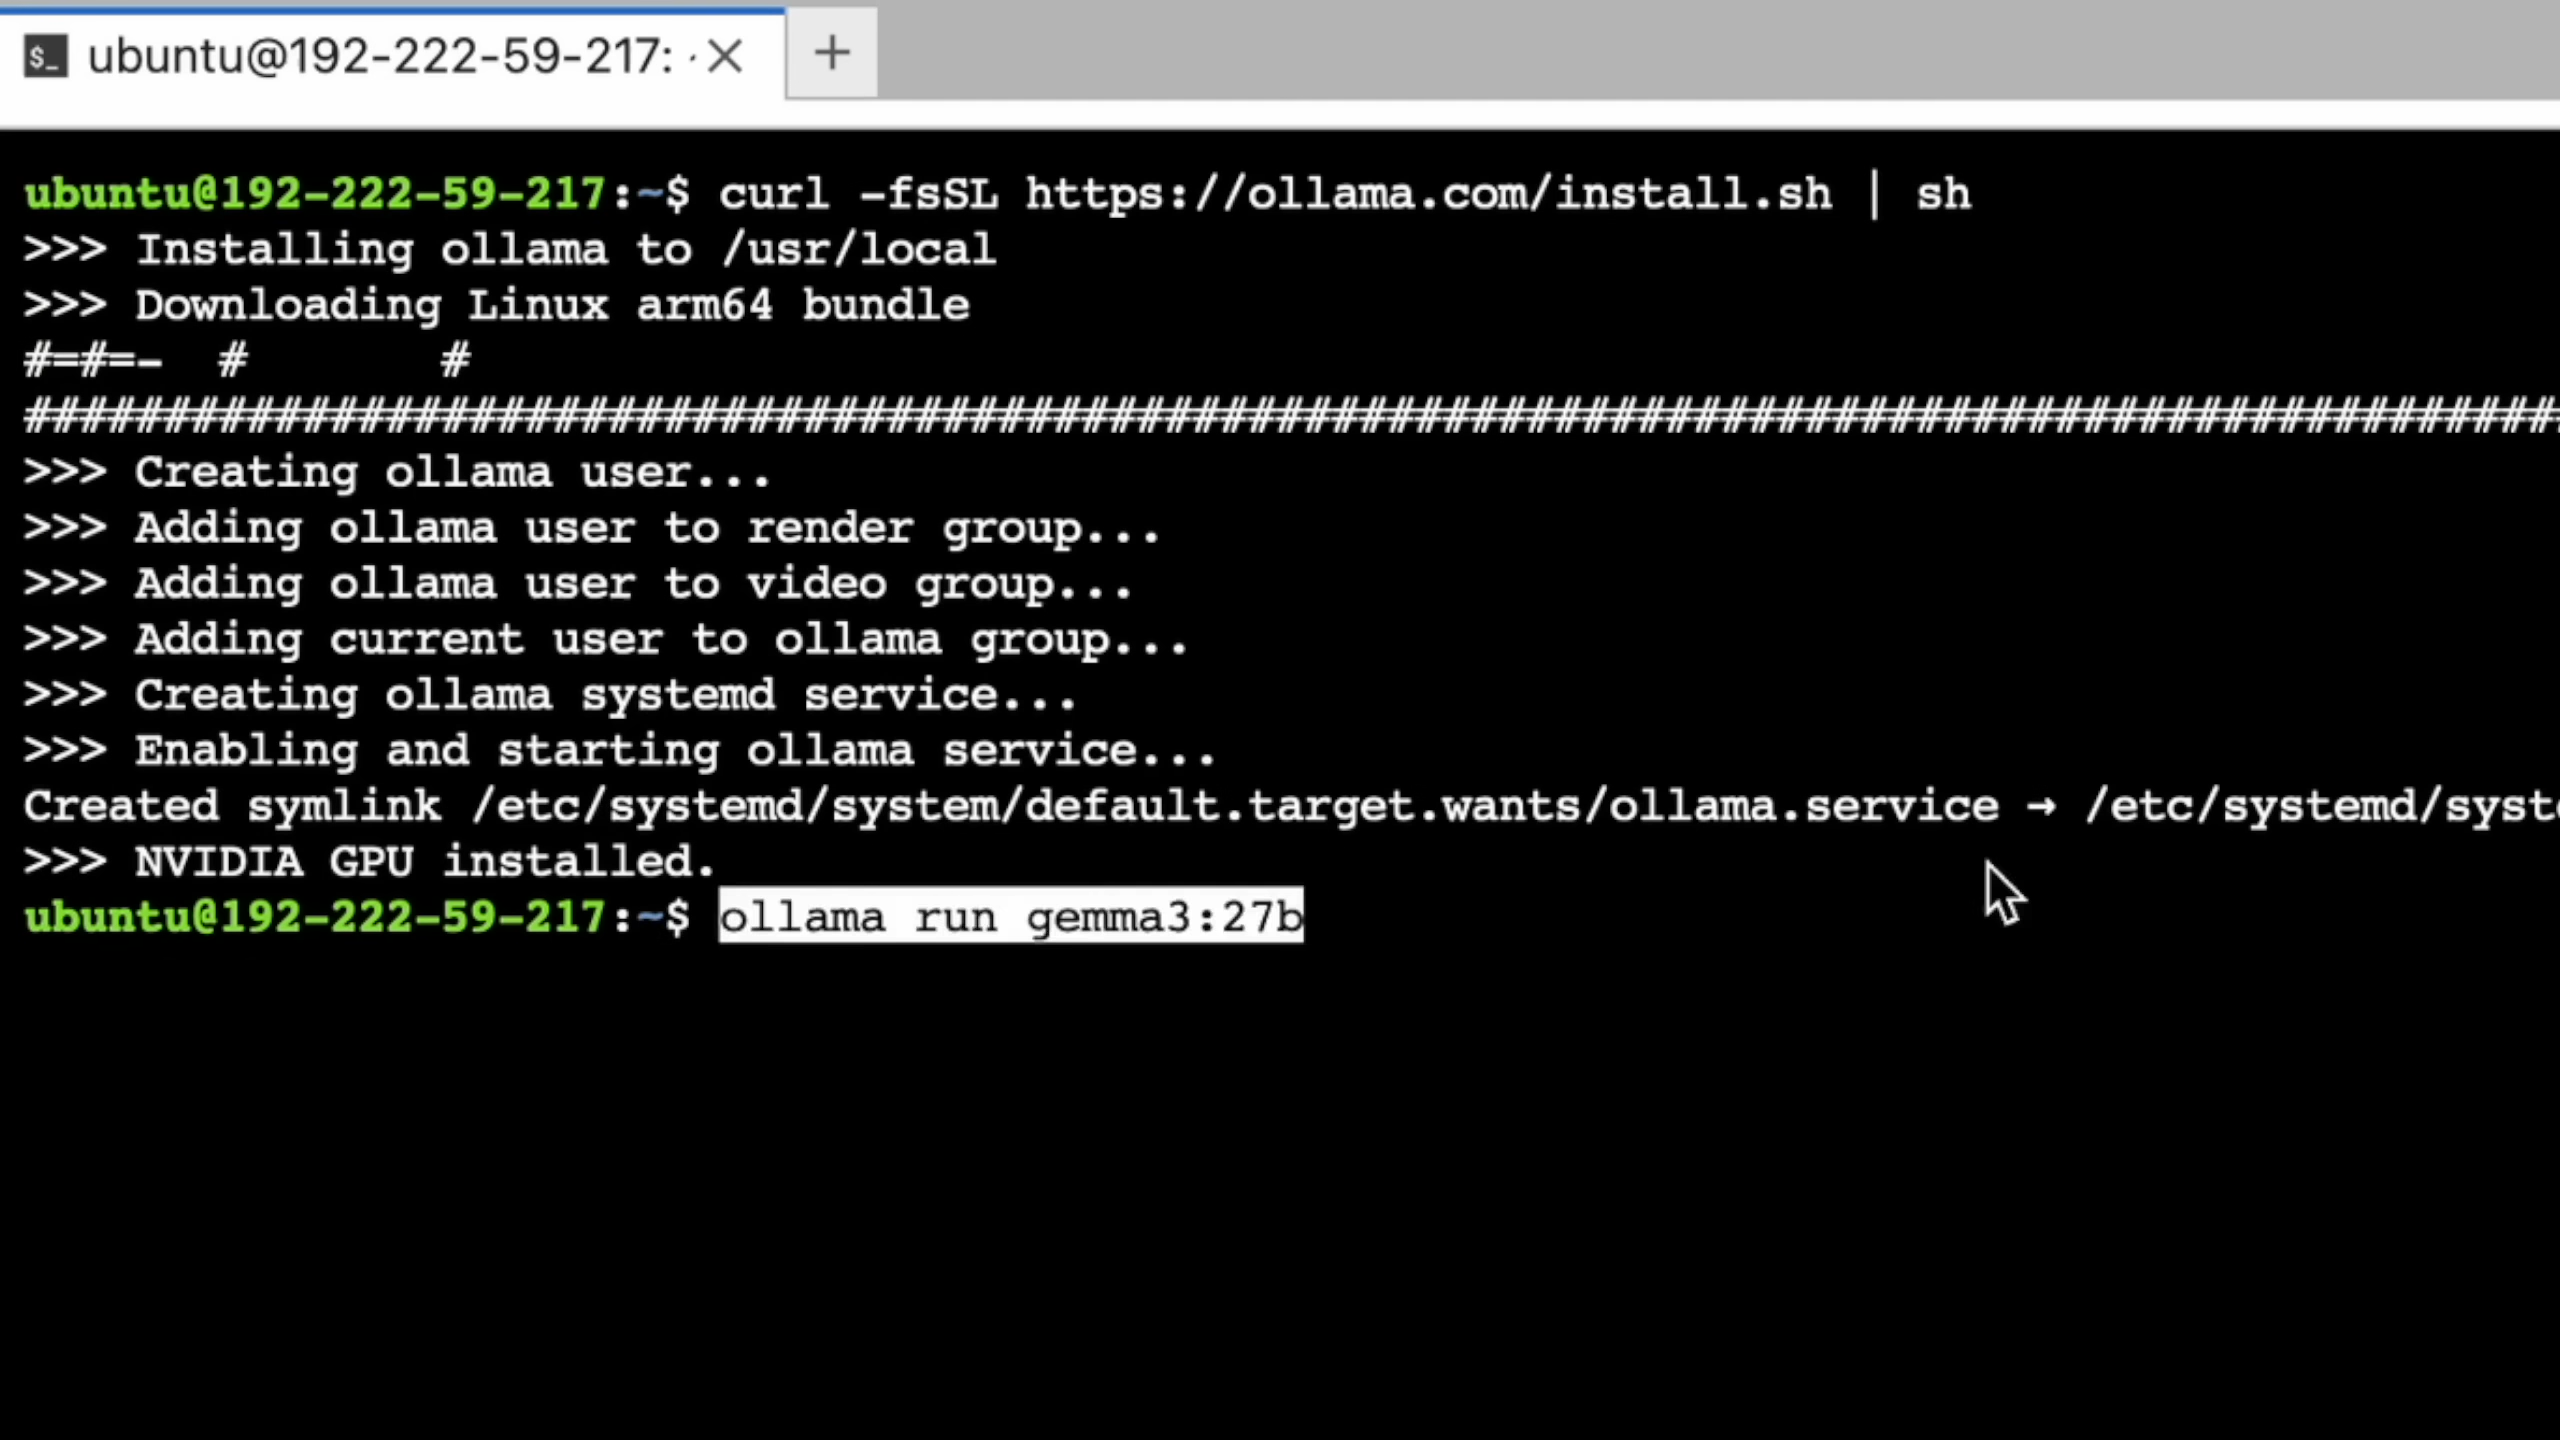 $_ ubuntu@192-222-59-217:
ubuntu@192-222-59-217:~$ curl -fsSL https://ollama.com/install.sh | sh
>>> Installing ollama to /usr/local
>>> Downloading Linux arm64 bundle
#=#=-  #       #
###########################################################################################
>>> Creating ollama user...
>>> Adding ollama user to render group...
>>> Adding ollama user to video group...
>>> Adding current user to ollama group...
>>> Creating ollama systemd service...
>>> Enabling and starting ollama service...
Created symlink /etc/systemd/system/default.target.wants/ollama.service → /etc/systemd/syst
>>> NVIDIA GPU installed.
ubuntu@192-222-59-217:~$ ollama run gemma3:27b